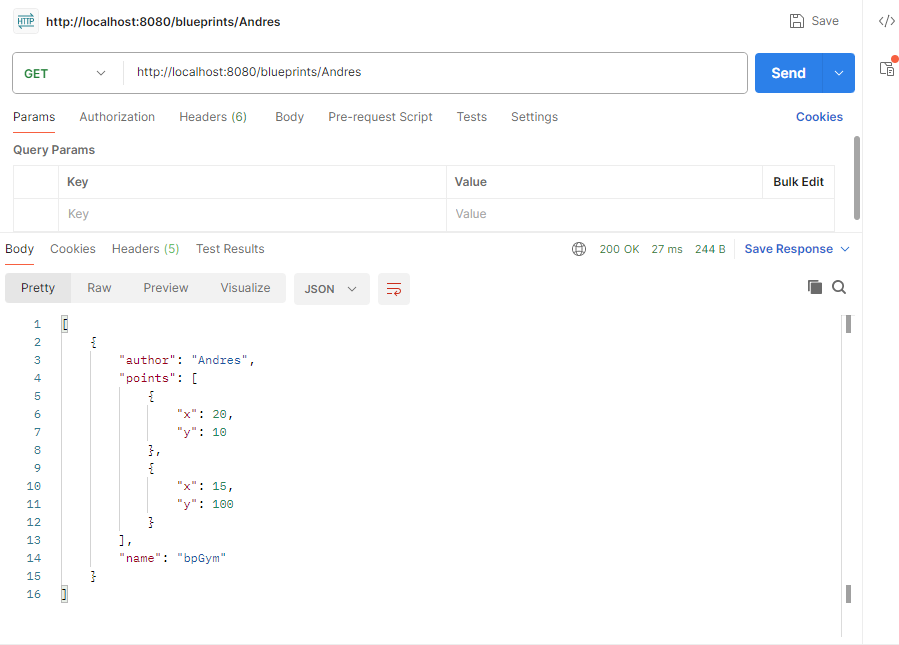 HTTP http://localhost:8080/blueprints/Andres Save </>
GET http://localhost:8080/blueprints/Andres Send
Params Authorization Headers (6) Body Pre-request Script Tests Settings Cookies
Query Params
Key Value Bulk Edit
Key Value
Body Cookies Headers (5) Test Results 200 OK 27 ms 244 B Save Response
Pretty Raw Preview Visualize JSON
1 [
2 {
3 "author": "Andres",
4 "points": [
5 {
6 "x": 20,
7 "y": 10
8 },
9 {
10 "x": 15,
11 "y": 100
12 }
13 ],
14 "name": "bpGym"
15 }
16 ]